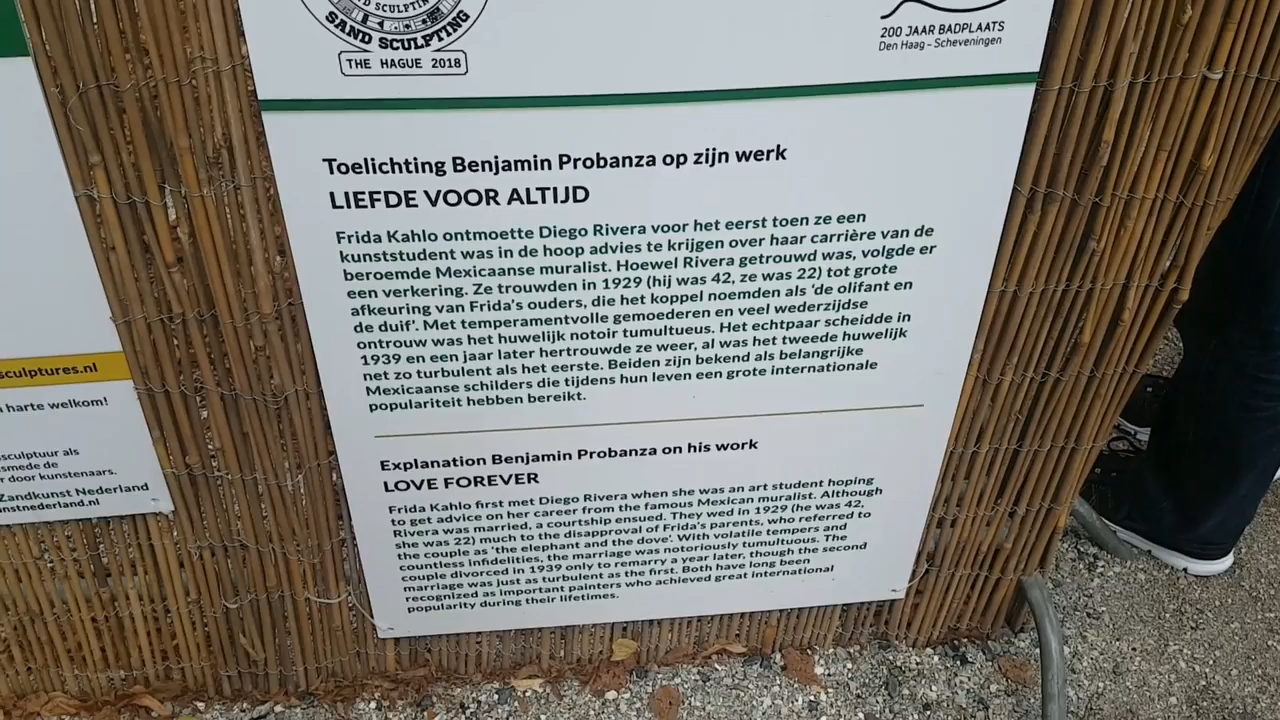 D SCULPTIN
SAND SCULPTING
THE HAGUE 2018
200 JAAR BADPLAATS
Den Haag - Scheveningen
Toelichting Benjamin Probanza op zijn werk
LIEFDE VOOR ALTIJD
Frida Kahlo ontmoette Diego Rivera voor het eerst toen ze een
kunststudent was in de hoop advies te krijgen over haar carrière van de
beroemde Mexicaanse muralist. Hoewel Rivera getrouwd was, volgde er
een verkering. Ze trouwden in 1929 (hij was 42, ze was 22) tot grote
afkeuring van Frida's ouders, die het koppel noemden als 'de olifant en
de duif'. Met temperamentvolle gemoederen en veel wederzijdse
ontrouw was het huwelijk notoir tumultueus. Het echtpaar scheidde in
1939 en een jaar later hertrouwde ze weer, al was het tweede huwelijk
net zo turbulent als het eerste. Beiden zijn bekend als belangrijke
Mexicaanse schilders die tijdens hun leven een grote internationale
populariteit hebben bereikt.
Explanation Benjamin Probanza on his work
LOVE FOREVER
Frida Kahlo first met Diego Rivera when she was an art student hoping
to get advice on her career from the famous Mexican muralist. Although
Rivera was married, a courtship ensued. They wed in 1929 (he was 42,
she was 22) much to the disapproval of Frida's parents, who referred to
the couple as 'the elephant and the dove'. With volatile tempers and
countless infidelities, the marriage was notoriously tumultuous. The
couple divorced in 1939 only to remarry a year later, though the second
marriage was just as turbulent as the first. Both have long been
recognized as important painters who achieved great international
popularity during their lifetimes.
sculptures.nl
harte welkom!
sculptuur als
smede de
door kunstenaars.
Zandkunst Nederland
nstnederland.nl